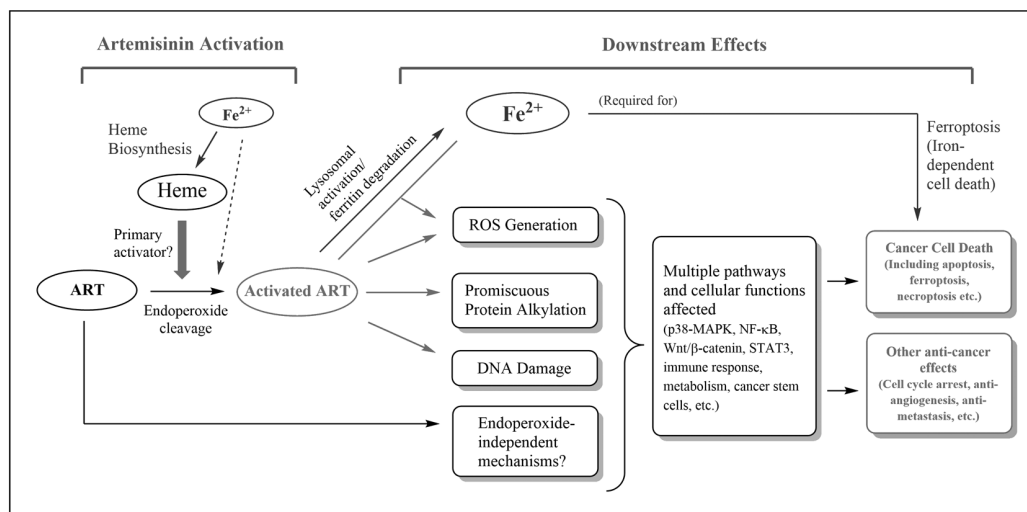 Artemisinin Activation
Downstream Effects
Fe2+
Heme
Biosynthesis
Heme
Primary
activator?
ART
Endoperoxide
cleavage
Activated ART
Lysosomal
activation/
ferritin degradation
Fe2+
(Required for)
Ferroptosis
(Iron-
dependent
cell death)
ROS Generation
Promiscuous
Protein Alkylation
DNA Damage
Endoperoxide-
independent
mechanisms?
Multiple pathways
and cellular functions
affected
(p38-MAPK, NF-κB,
Wnt/β-catenin, STAT3,
immune response,
metabolism, cancer stem
cells, etc.)
Cancer Cell Death
(Including apoptosis,
ferroptosis,
necroptosis etc.)
Other anti-cancer
effects
(Cell cycle arrest, anti-
angiogenesis, anti-
metastasis, etc.)